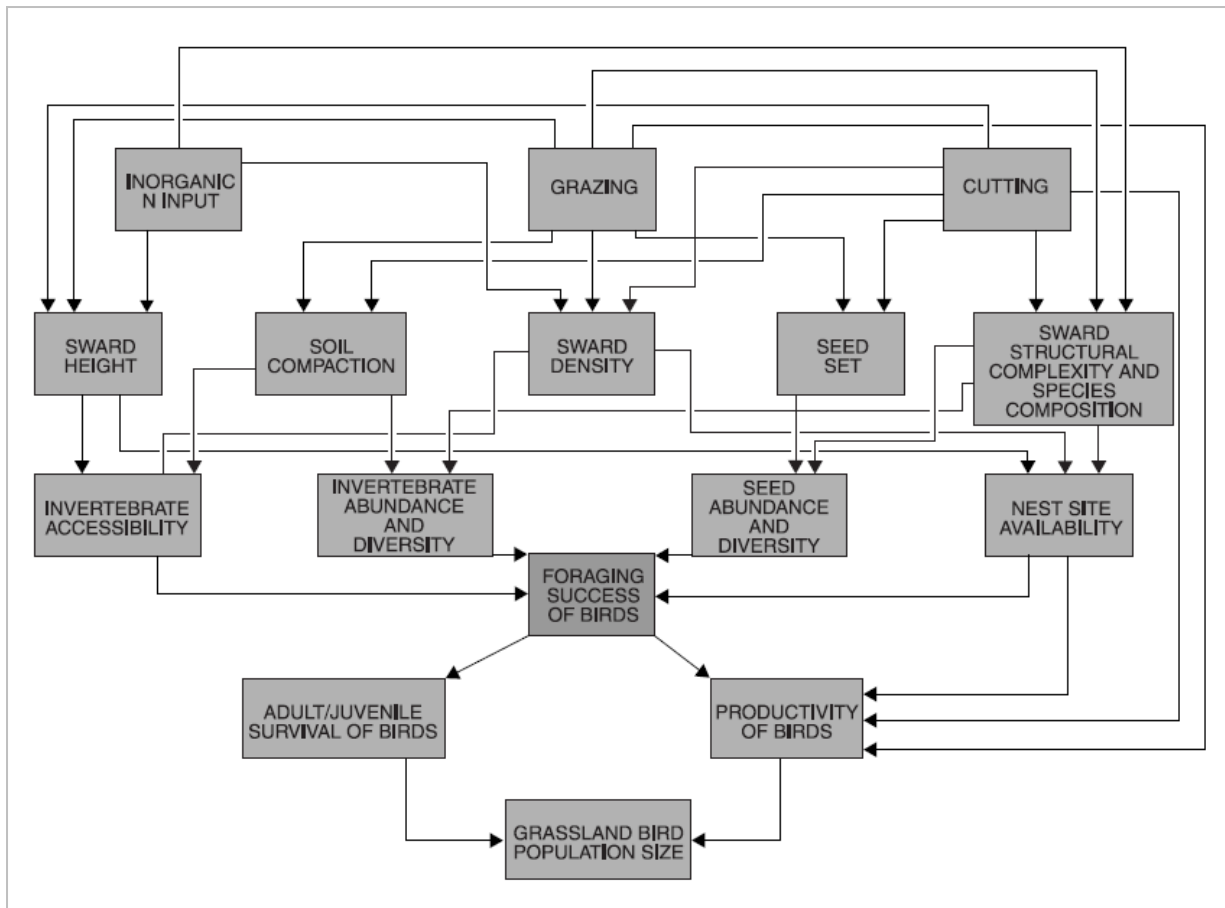 INORGANIC
N INPUT
GRAZING
CUTTING
SWARD
HEIGHT
SOIL
COMPACTION
SWARD
DENSITY
SEED
SET
SWARD
STRUCTURAL
COMPLEXITY AND
SPECIES
COMPOSITION
INVERTEBRATE
ACCESSIBILITY
INVERTEBRATE
ABUNDANCE
AND
DIVERSITY
SEED
ABUNDANCE
AND
DIVERSITY
NEST SITE
AVAILABILITY
FORAGING
SUCCESS
OF BIRDS
ADULT/JUVENILE
SURVIVAL OF BIRDS
PRODUCTIVITY
OF BIRDS
GRASSLAND BIRD
POPULATION SIZE